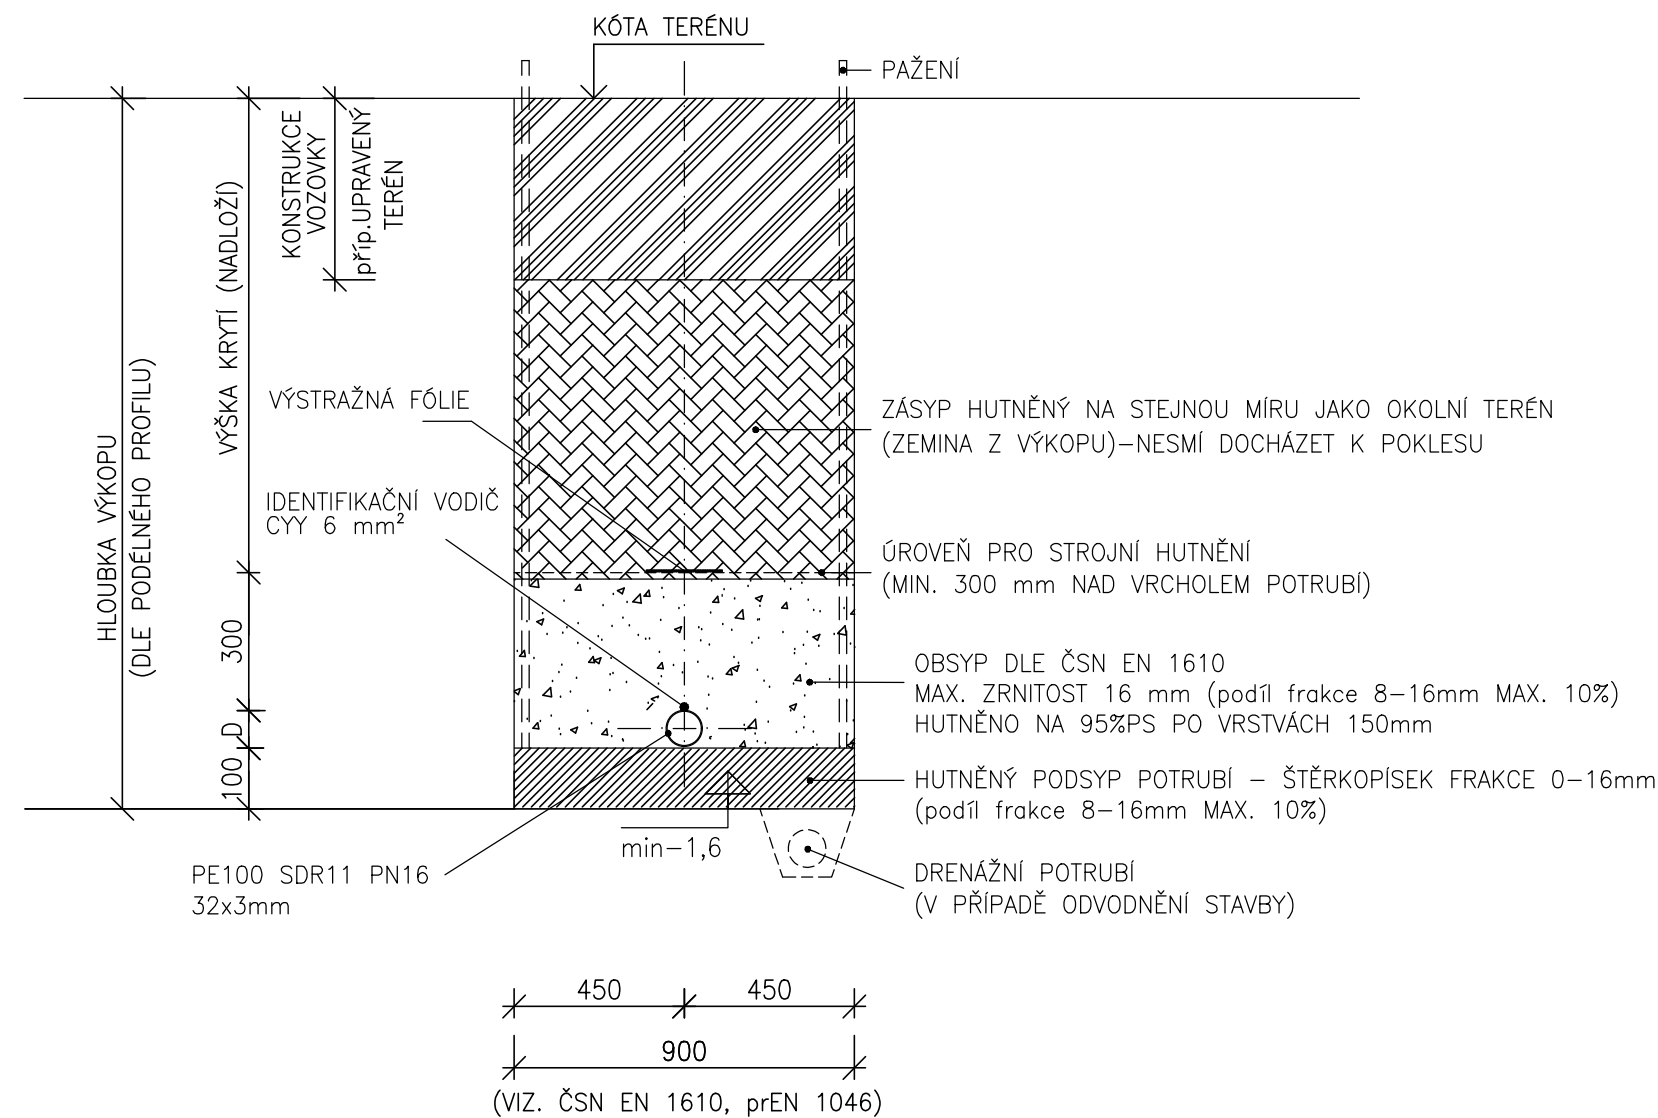 KÓTA TERÉNU
PAŽENÍ
KONSTRUKCE
VOZOVKY
příp.UPRAVENÝ
TERÉN
VÝŠKA KRYTÍ (NADLOŽÍ)
HLOUBKA VÝKOPU
(DLE PODÉLNÉHO PROFILU)
VÝSTRAŽNÁ FÓLIE
ZÁSYP HUTNĚNÝ NA STEJNOU MÍRU JAKO OKOLNÍ TERÉN
(ZEMINA Z VÝKOPU)-NESMÍ DOCHÁZET K POKLESU
IDENTIFIKAČNÍ VODIČ
CYY 6 mm²
ÚROVEŇ PRO STROJNÍ HUTNĚNÍ
(MIN. 300 mm NAD VRCHOLEM POTRUBÍ)
300
D
100
OBSYP DLE ČSN EN 1610
MAX. ZRNITOST 16 mm (podíl frakce 8-16mm MAX. 10%)
HUTNĚNO NA 95%PS PO VRSTVÁCH 150mm
HUTNĚNÝ PODSYP POTRUBÍ - ŠTĚRKOPÍSEK FRAKCE 0-16mm
(podíl frakce 8-16mm MAX. 10%)
min-1,6
PE100 SDR11 PN16
32x3mm
DRENÁŽNÍ POTRUBÍ
(V PŘÍPADĚ ODVODNĚNÍ STAVBY)
450 450
900
(VIZ. ČSN EN 1610, prEN 1046)